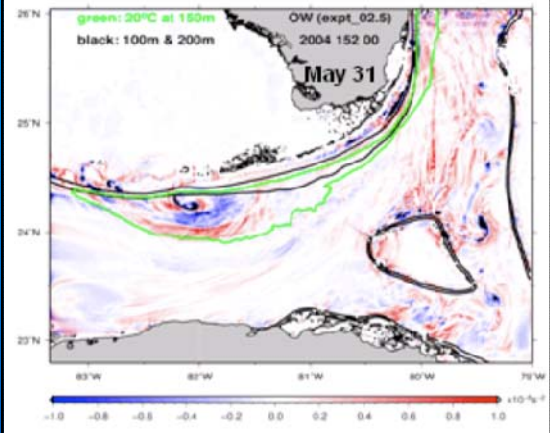 26°N
green: 20°C at 150m OW (expt_02.5)
black: 100m & 200m 2004 152 00
May 31
25°N
24°N
23°N
83°W 82°W 81°W 80°W 79°W
-1.0 -0.8 -0.6 -0.4 -0.2 0.0 0.2 0.4 0.6 0.8 1.0